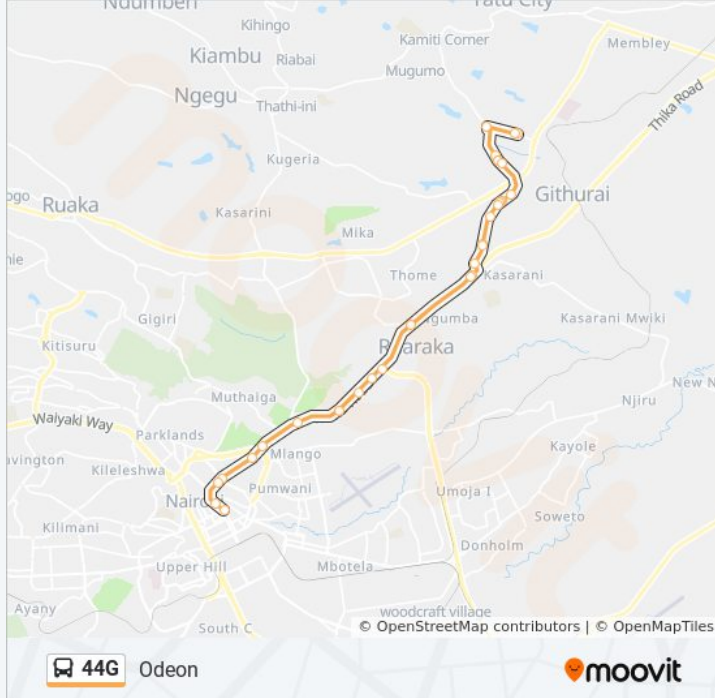 Ndumberi
Tatu City
Kihingo
Kamiti Corner
Membley
Kiambu
Riabai
Mugumo
Ngegu
Thathi-ini
Thika Road
Kugeria
Ruaka
Githurai
Kasarini
Mika
Thome
Kasarani
Gigiri
Kasarani Mwiki
Kitisuru
Muthaiga
Njiru
Waiyaki Way
Parklands
Mlango
Kayole
Kileleshwa
Pumwani
Umoja I
Soweto
Kilimani
Donholm
Upper Hill
Mbotela
Ayany
woodcraft village
South C
© OpenStreetMap contributors | © OpenMapTiles
44G Odeon
moovit